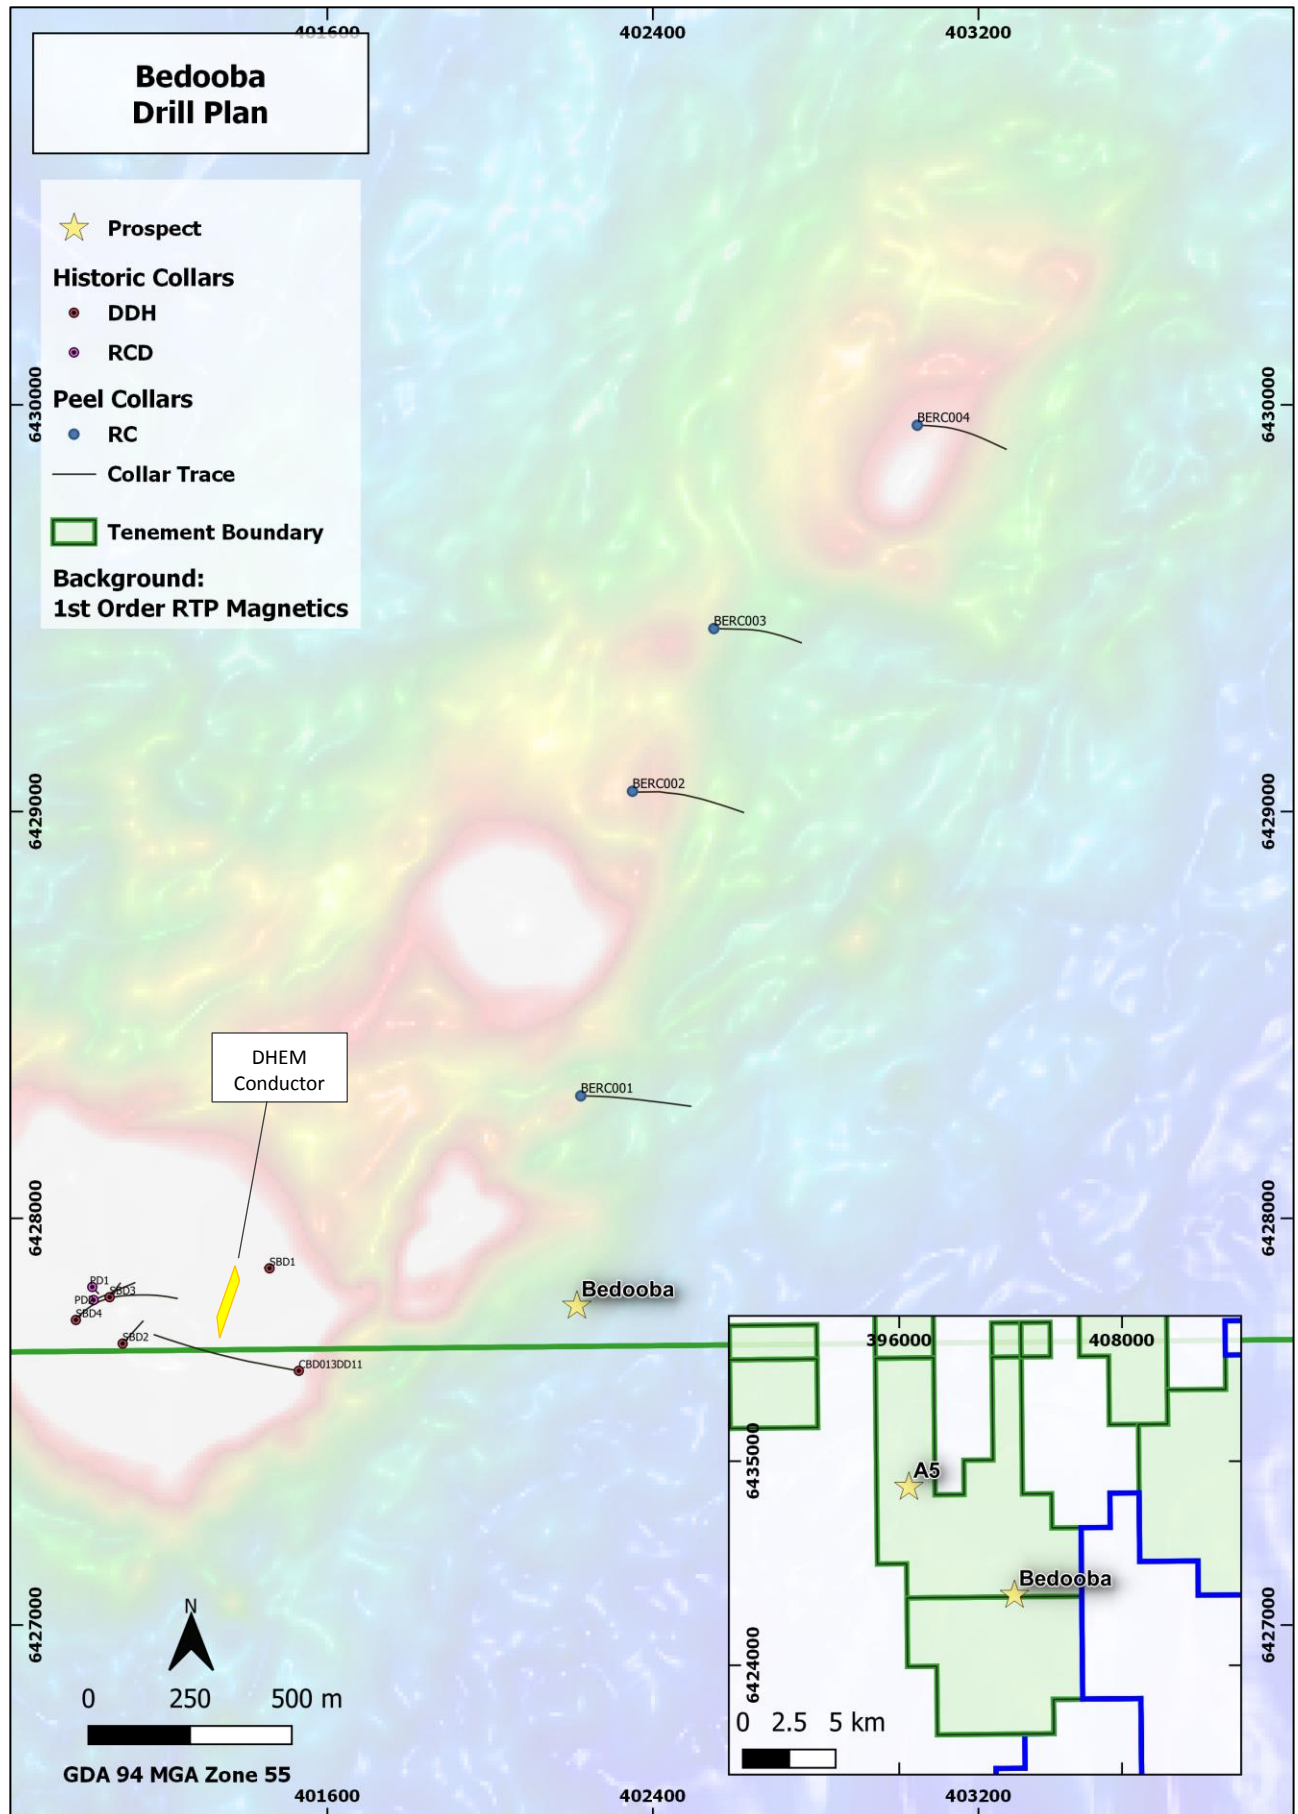 401600
402400
403200
Bedooba
Drill Plan
Prospect
Historic Collars
DDH
RCD
Peel Collars
RC
Collar Trace
Tenement Boundary
Background:
1st Order RTP Magnetics
6430000
6430000
BERC004
BERC003
BERC002
6429000
6429000
DHEM
Conductor
BERC001
6428000
6428000
SBD1
PD1
SBD3
SBD4
Bedooba
SBD2
CBD013DD11
396000
408000
6435000
A5
Bedooba
6424000
0 2.5 5 km
6427000
6427000
N
0 250 500 m
GDA 94 MGA Zone 55
401600
402400
403200